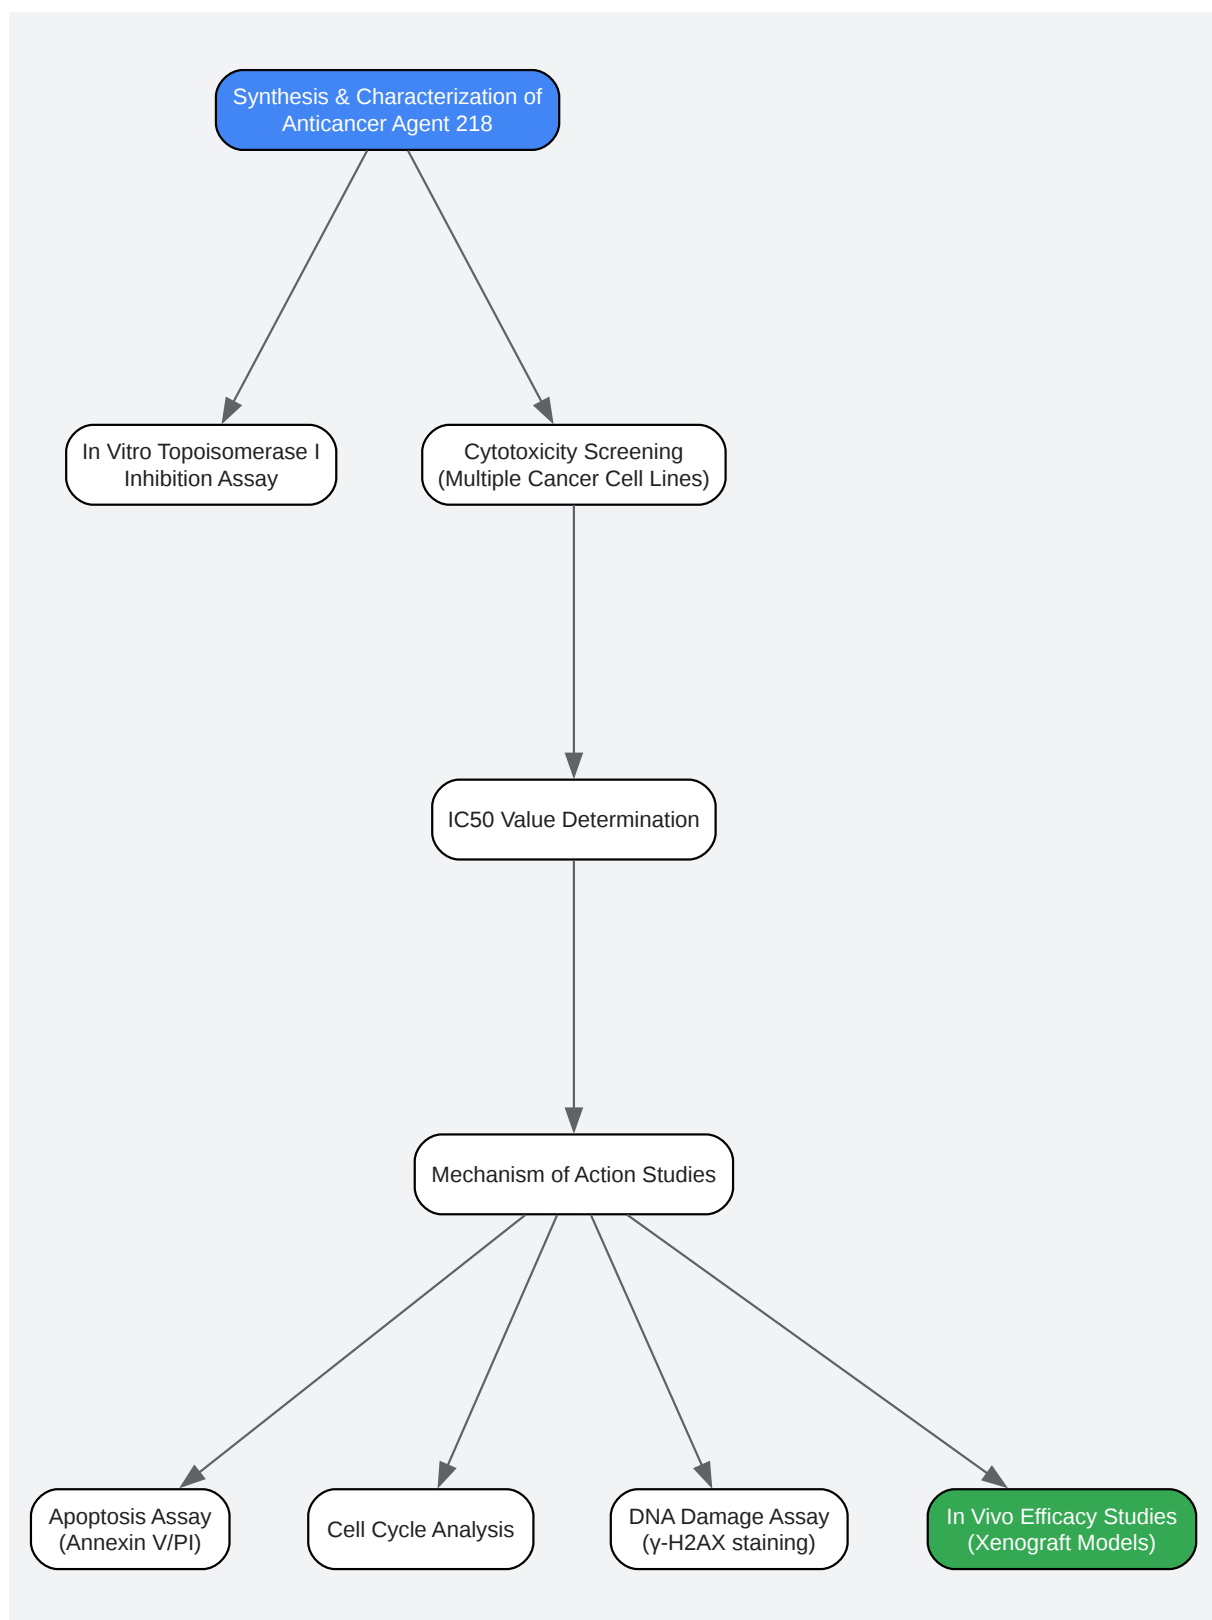 Synthesis & Characterization of
Anticancer Agent 218
In Vitro Topoisomerase I
Inhibition Assay
Cytotoxicity Screening
(Multiple Cancer Cell Lines)
IC50 Value Determination
Mechanism of Action Studies
Apoptosis Assay
(Annexin V/PI)
Cell Cycle Analysis
DNA Damage Assay
(γ-H2AX staining)
In Vivo Efficacy Studies
(Xenograft Models)